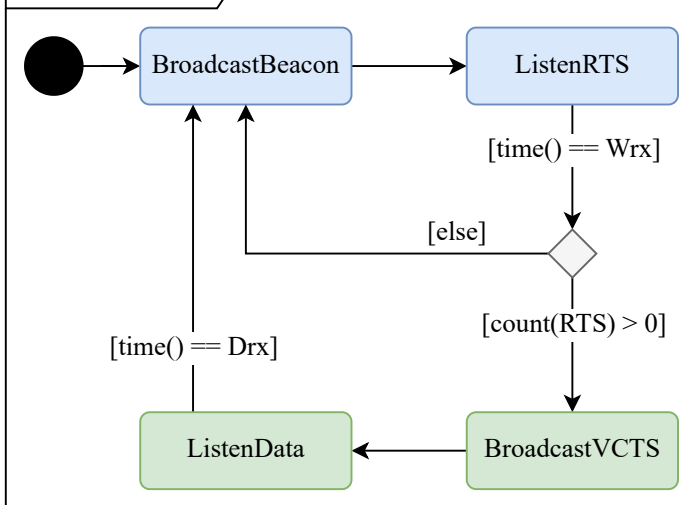 BroadcastBeacon
ListenRTS
[time() == Wrx]
[else]
[count(RTS) > 0]
[time() == Drx]
ListenData
BroadcastVCTS